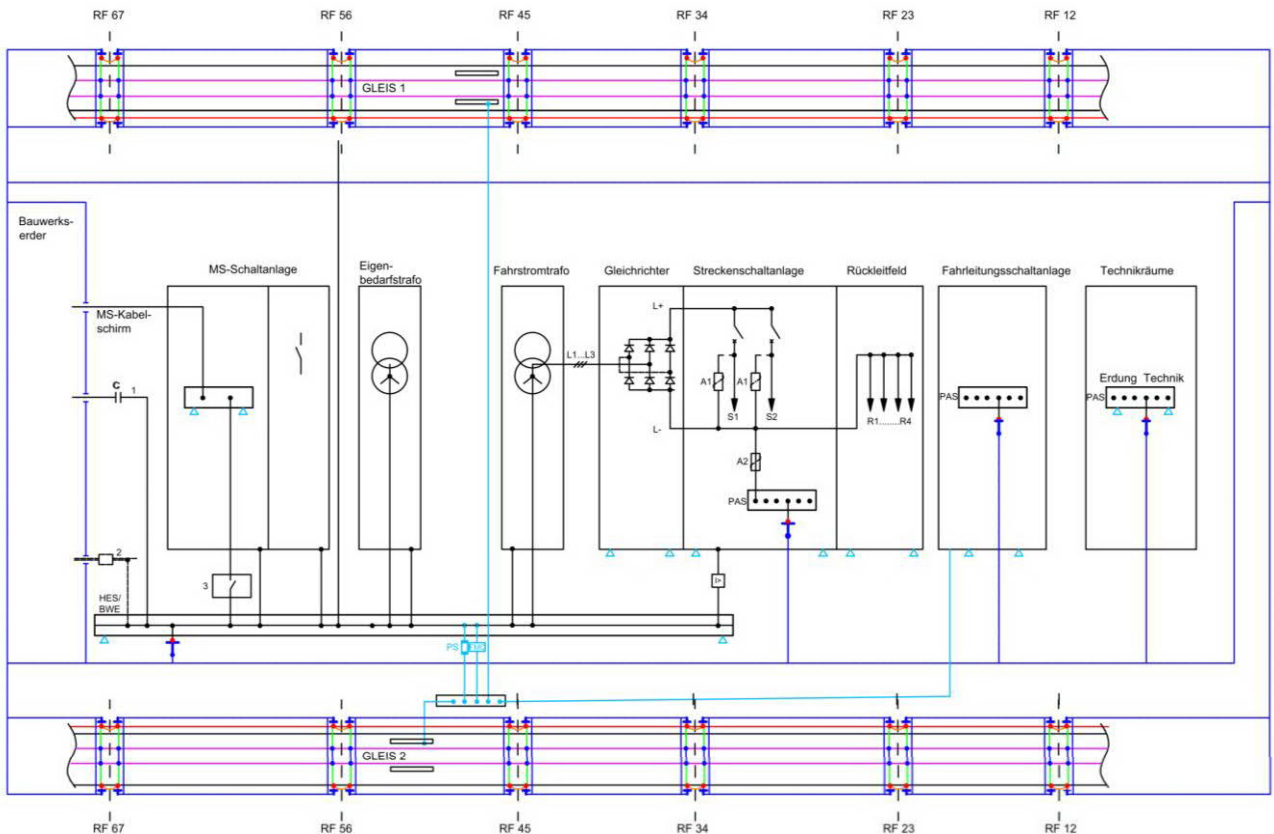 RF 67
RF 56
RF 45
RF 34
RF 23
RF 12
GLEIS 1
Bauwerks-
erder
MS-Schaltanlage
Eigen-
bedarfstrafo
Fahrstromtrafo
Gleichrichter
Streckenschaltanlage
Rückleitfeld
Fahrleitungsschaltanlage
Technikräume
MS-Kabel-
schirm
L+
L1...L3
C
1
A1
A1
Erdung Technik
PAS
PAS
S1
S2
R1........R4
L-
A2
PAS
2
3
I>
HES/
BWE
PS
GLEIS 2
RF 67
RF 56
RF 45
RF 34
RF 23
RF 12